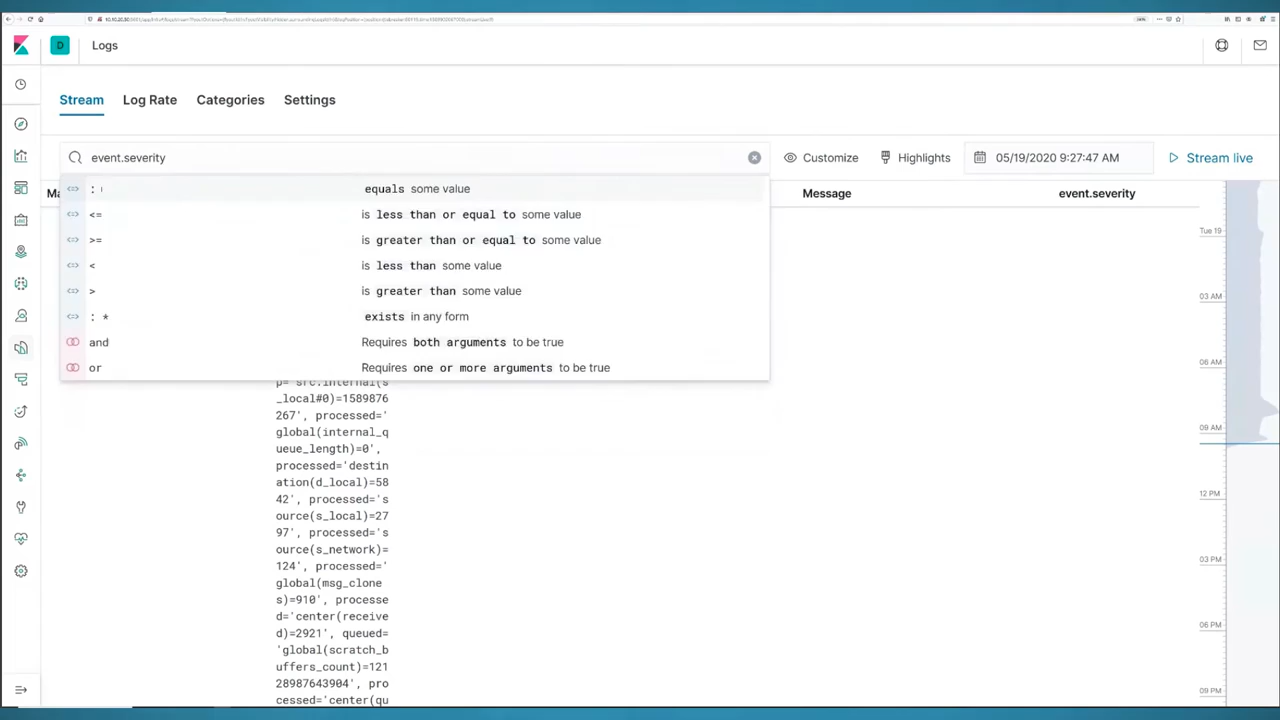 D
Logs
Stream
Log Rate
Categories
Settings
event.severity
Customize
Highlights
05/19/2020 9:27:47 AM
Stream live
: equals some value
<= is less than or equal to some value
>= is greater than or equal to some value
< is less than some value
> is greater than some value
: * exists in any form
and Requires both arguments to be true
or Requires one or more arguments to be true
Message
event.severity
p='src.internal(s
_local#0)=1589876
267', processed='
global(internal_q
ueue_length)=0',
processed='destin
ation(d_local)=58
42', processed='s
ource(s_local)=27
97', processed='s
ource(s_network)=
124', processed='
global(msg_clone
s)=910', processe
d='center(receive
d)=2921', queued=
'global(scratch_b
uffers_count)=121
28987643904', pro
cessed='center(qu
Tue 19
03 AM
06 AM
09 AM
12 PM
03 PM
06 PM
09 PM